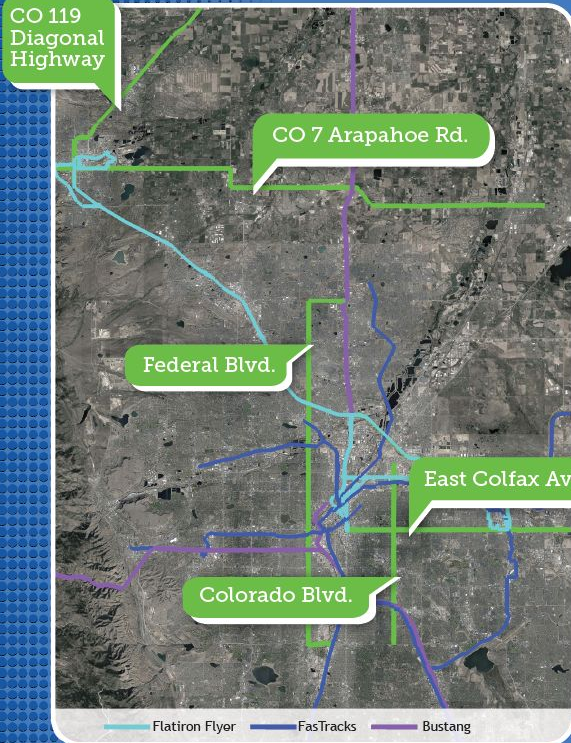 CO 119
Diagonal
Highway
CO 7 Arapahoe Rd.
Federal Blvd.
East Colfax Av
Colorado Blvd.
Flatiron Flyer
FasTracks
Bustang